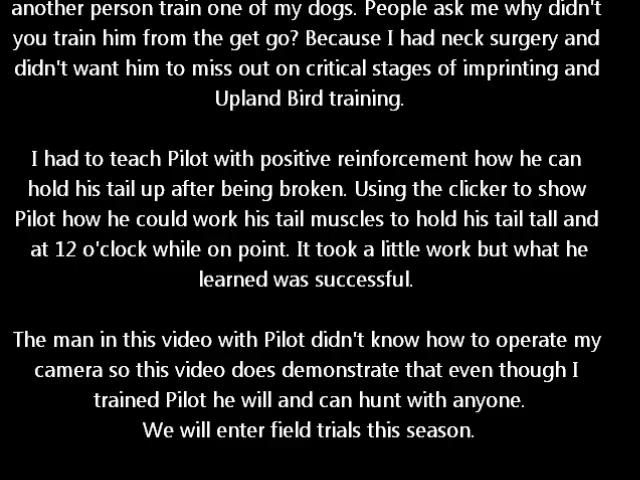 another person train one of my dogs. People ask me why didn't
you train him from the get go? Because I had neck surgery and
didn't want him to miss out on critical stages of imprinting and
Upland Bird training.
I had to teach Pilot with positive reinforcement how he can
hold his tail up after being broken. Using the clicker to show
Pilot how he could work his tail muscles to hold his tail tall and
at 12 o'clock while on point. It took a little work but what he
learned was successful.
The man in this video with Pilot didn't know how to operate my
camera so this video does demonstrate that even though I
trained Pilot he will and can hunt with anyone.
We will enter field trials this season.